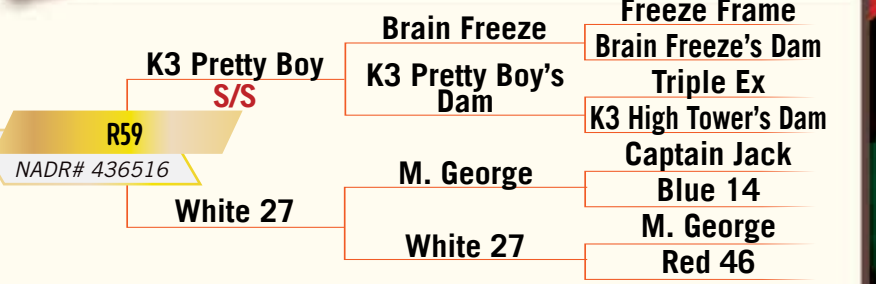 Freeze Frame
Brain Freeze
Brain Freeze's Dam
K3 Pretty Boy
S/S
K3 Pretty Boy's
Dam
Triple Ex
K3 High Tower's Dam
R59
NADR# 436516
Captain Jack
M. George
Blue 14
White 27
M. George
White 27
Red 46